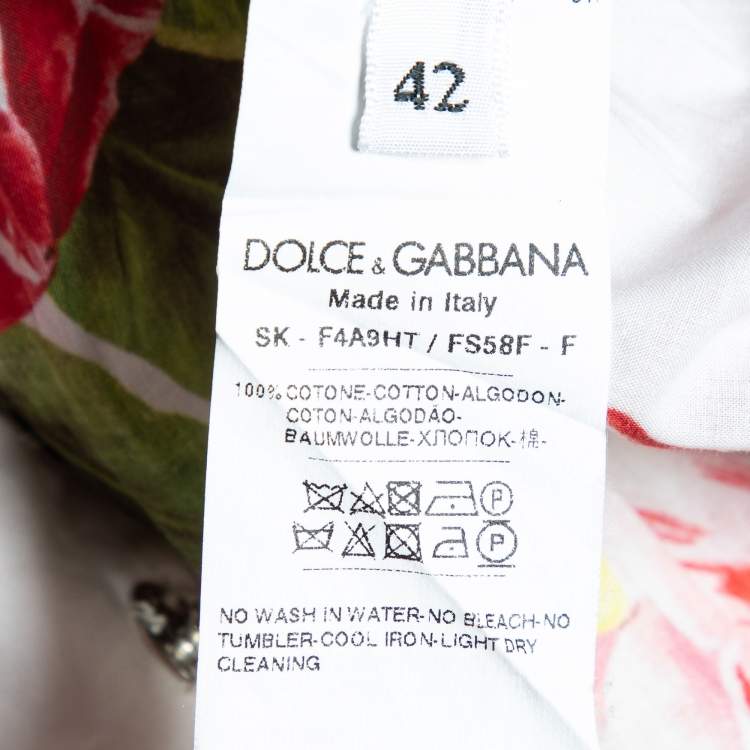 42
DOLCE & GABBANA
Made in Italy
SK - F4A9HT / FS58F - F
100% COTONE-COTTON-ALGODON-
COTON-ALGODÃO-
BAUMWOLLE-ХЛОПОК-棉-
P
P
NO WASH IN WATER-NO BLEACH-NO
TUMBLER-COOL IRON-LIGHT DRY
CLEANING